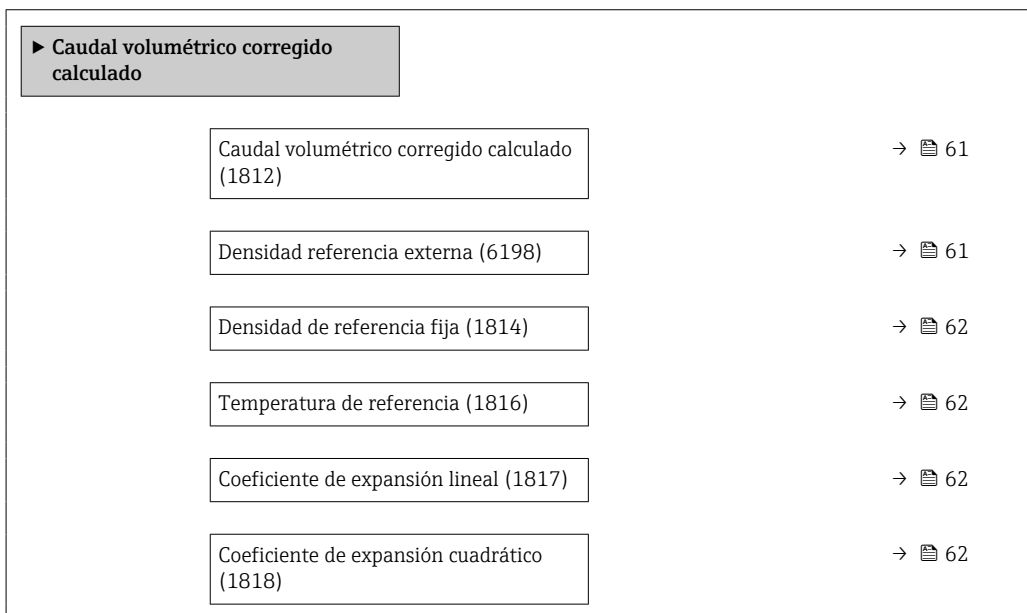 ▶ Caudal volumétrico corregido
calculado
Caudal volumétrico corregido calculado
(1812)
→ 61
Densidad referencia externa (6198)
→ 61
Densidad de referencia fija (1814)
→ 62
Temperatura de referencia (1816)
→ 62
Coeficiente de expansión lineal (1817)
→ 62
Coeficiente de expansión cuadrático
(1818)
→ 62